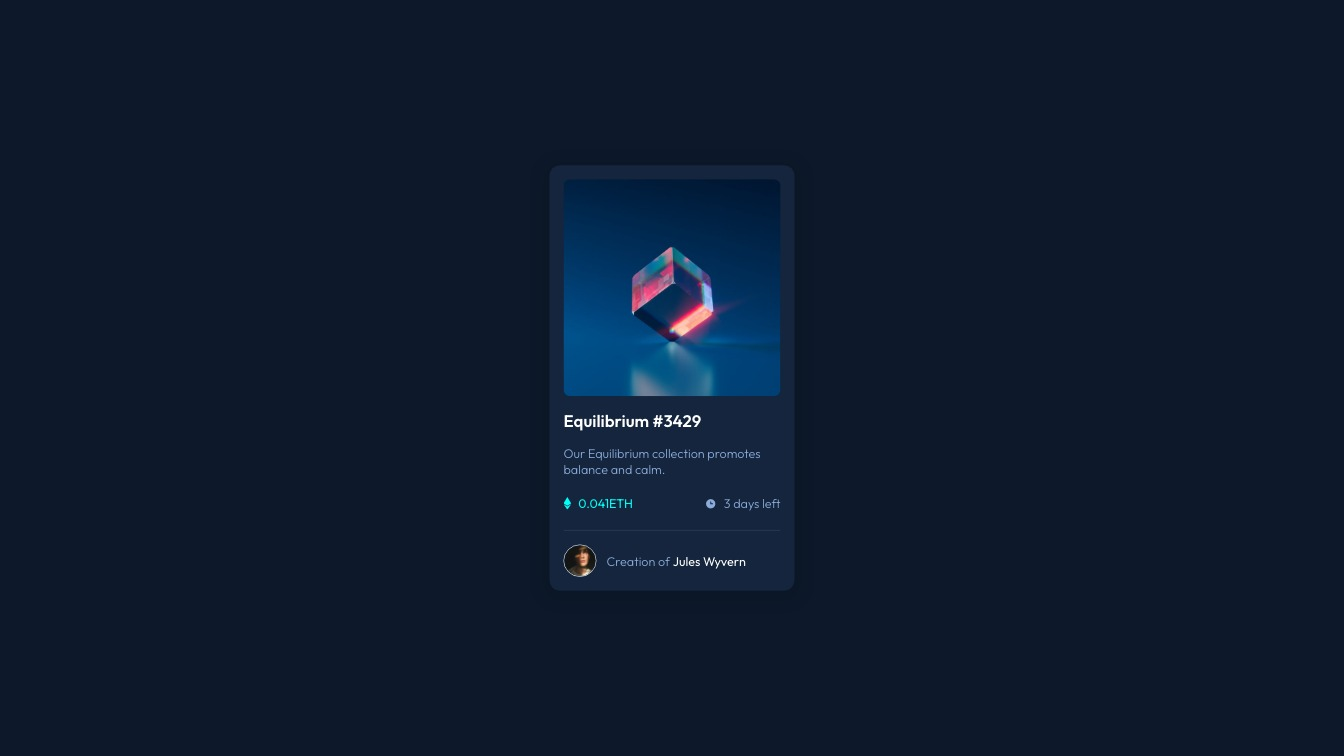 Equilibrium #3429
Our Equilibrium collection promotes
balance and calm.
0.041ETH 3 days left
Creation of Jules Wyvern